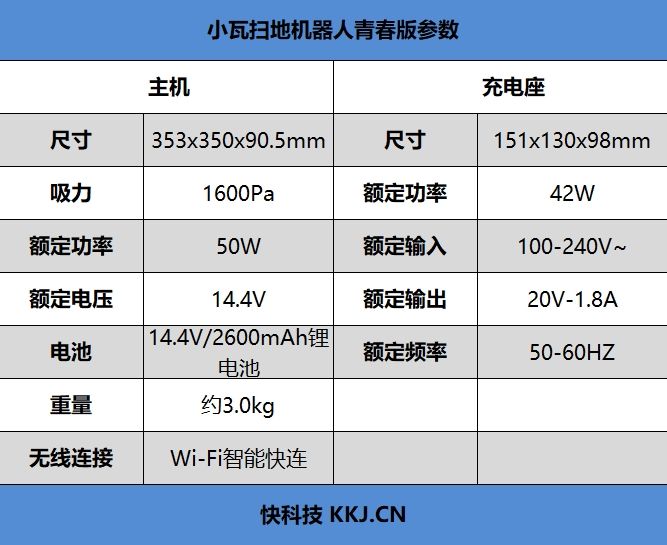 小瓦扫地机器人青春版参数
主机 充电座
尺寸 353x350x90.5mm 尺寸 151x130x98mm
吸力 1600Pa 额定功率 42W
额定功率 50W 额定输入 100-240V~
额定电压 14.4V 额定输出 20V-1.8A
电池 14.4V/2600mAh锂 额定频率 50-60HZ
电池
重量 约3.0kg
无线连接 Wi-Fi智能快连
快科技 KKJ.CN